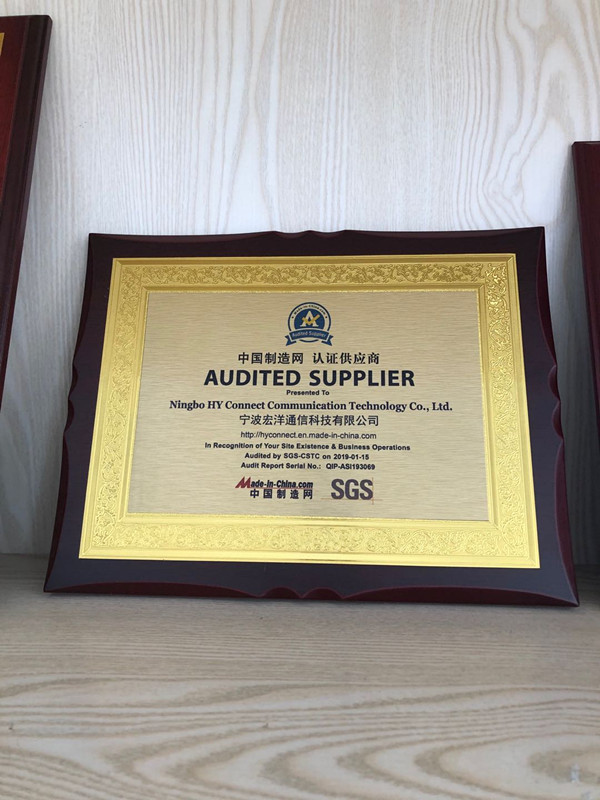 Audited Supplier
中国制造网 认证供应商
AUDITED SUPPLIER
Presented To
Ningbo HY Connect Communication Technology Co., Ltd.
宁波宏洋通信科技有限公司
http://hyconnect.en.made-in-china.com
In Recognition of Your Site Existence & Business Operations
Audited by SGS-CSTC on 2019-01-15
Audit Report Serial No.: QIP-ASI193069
Made-in-China.com
中国制造网
SGS